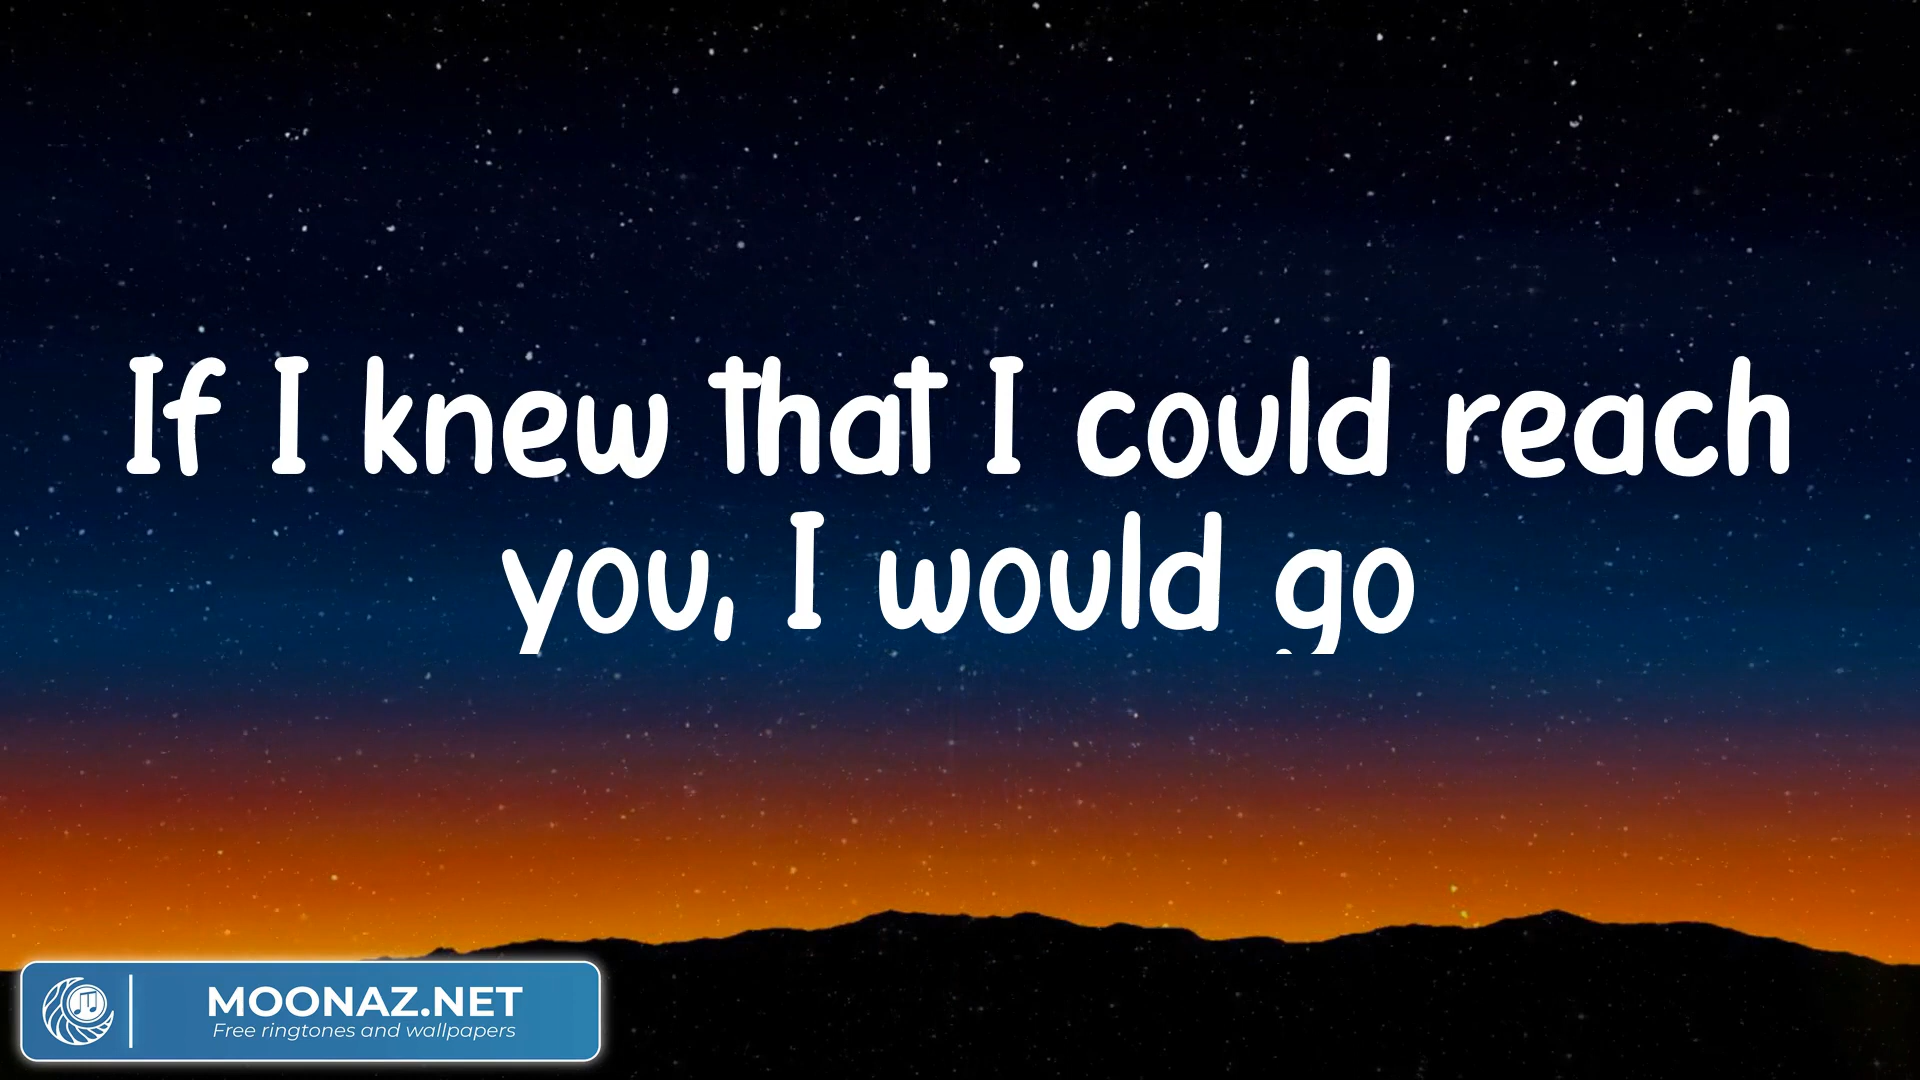 If I knew that I could reach
you, I would go
MOONAZ.NET
Free ringtones and wallpapers